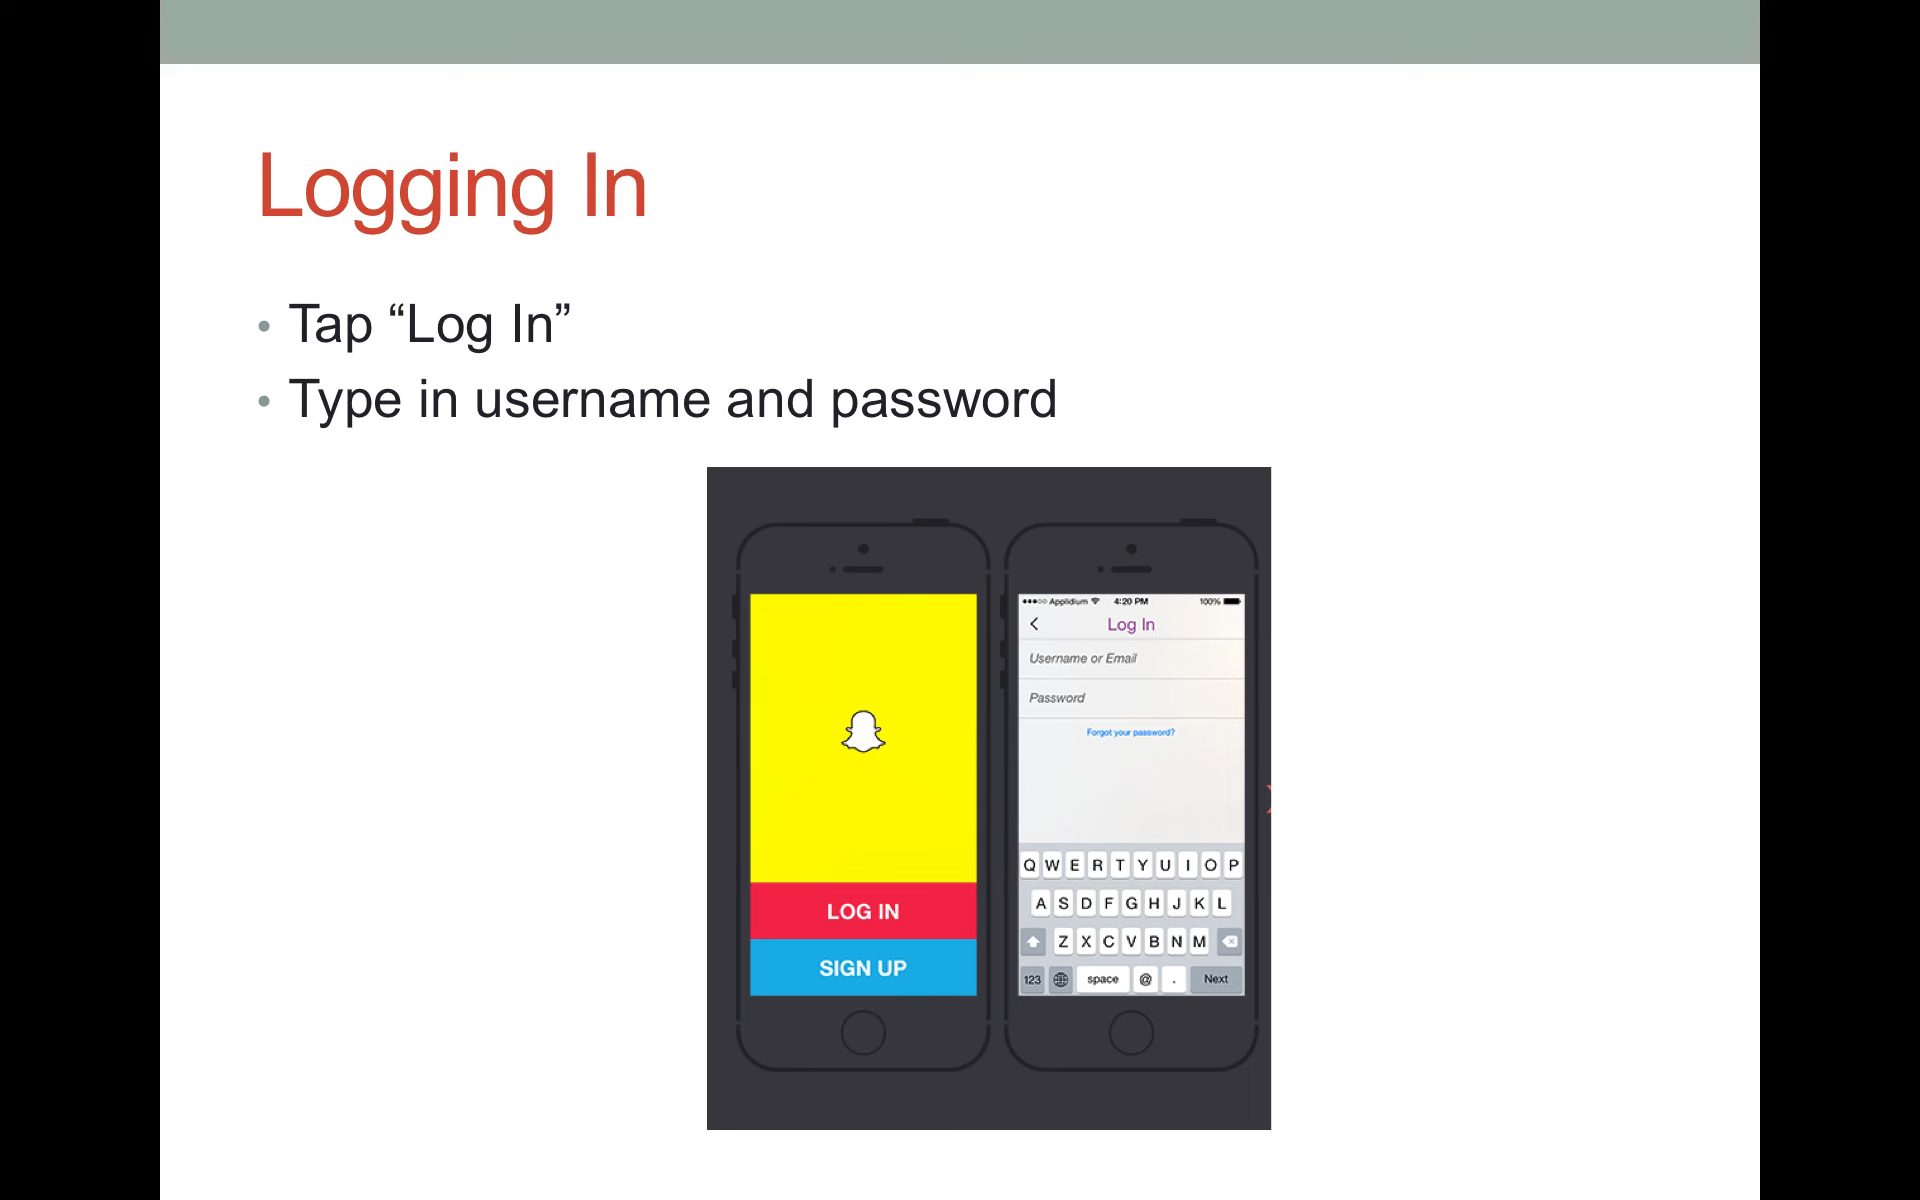 Logging In
• Tap “Log In”
• Type in username and password
LOG IN
SIGN UP
Applidium 4:20 PM 100%
Log In
Username or Email
Password
Forgot your password?
Q W E R T Y U I O P
A S D F G H J K L
Z X C V B N M
123 space @ . Next